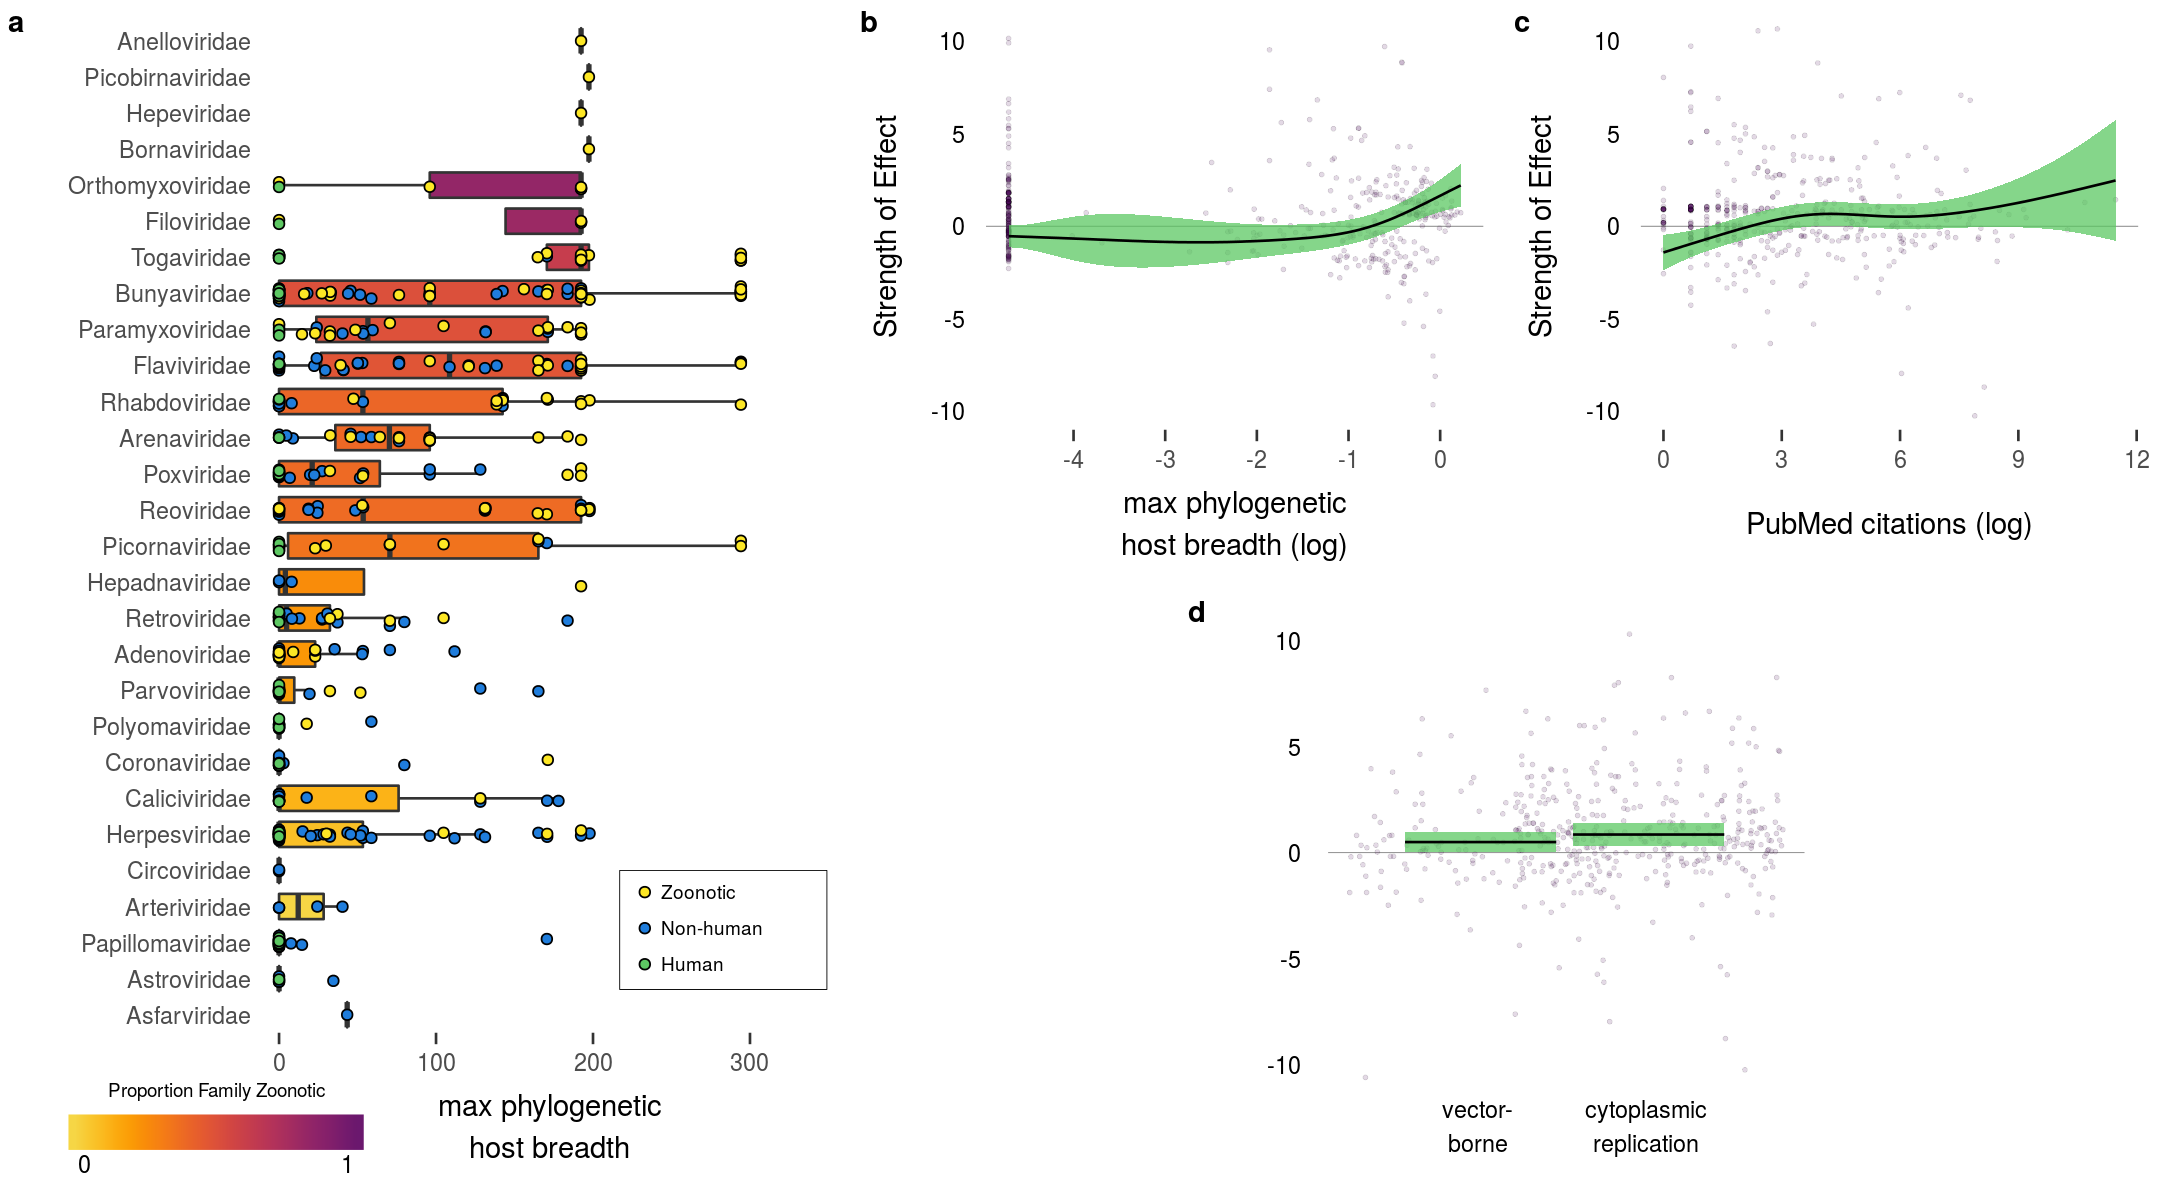 a
Anelloviridae
Picobirnaviridae
Hepeviridae
Bornaviridae
Orthomyxoviridae
Filoviridae
Togaviridae
Bunyaviridae
Paramyxoviridae
Flaviviridae
Rhabdoviridae
Arenaviridae
Poxviridae
Reoviridae
Picornaviridae
Hepadnaviridae
Retroviridae
Adenoviridae
Parvoviridae
Polyomaviridae
Coronaviridae
Caliciviridae
Herpesviridae
Circoviridae
Arteriviridae
Papillomaviridae
Astroviridae
Asfarviridae
0 100 200 300
max phylogenetic
host breadth
Proportion Family Zoonotic
0 1
Zoonotic
Non-human
Human
b
Strength of Effect
10
5
0
-5
-10
-4 -3 -2 -1 0
max phylogenetic
host breadth (log)
c
Strength of Effect
10
5
0
-5
-10
0 3 6 9 12
PubMed citations (log)
d
10
5
0
-5
-10
vector-
borne
cytoplasmic
replication